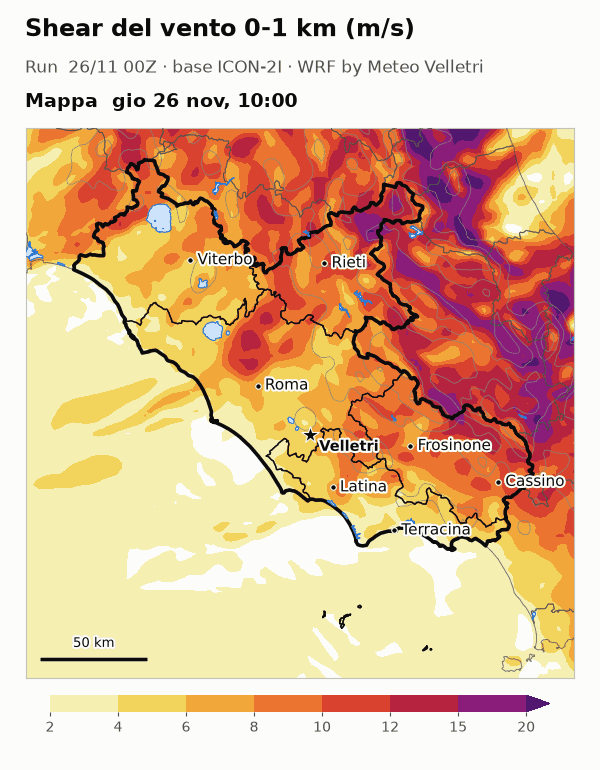 Shear del vento 0-1 km (m/s)
Run  26/11 00Z · base ICON-2I · WRF by Meteo Velletri
Mappa  gio 26 nov, 10:00
Viterbo
Rieti
Roma
Velletri
Frosinone
Latina
Cassino
Terracina
50 km
2 4 6 8 10 12 15 20